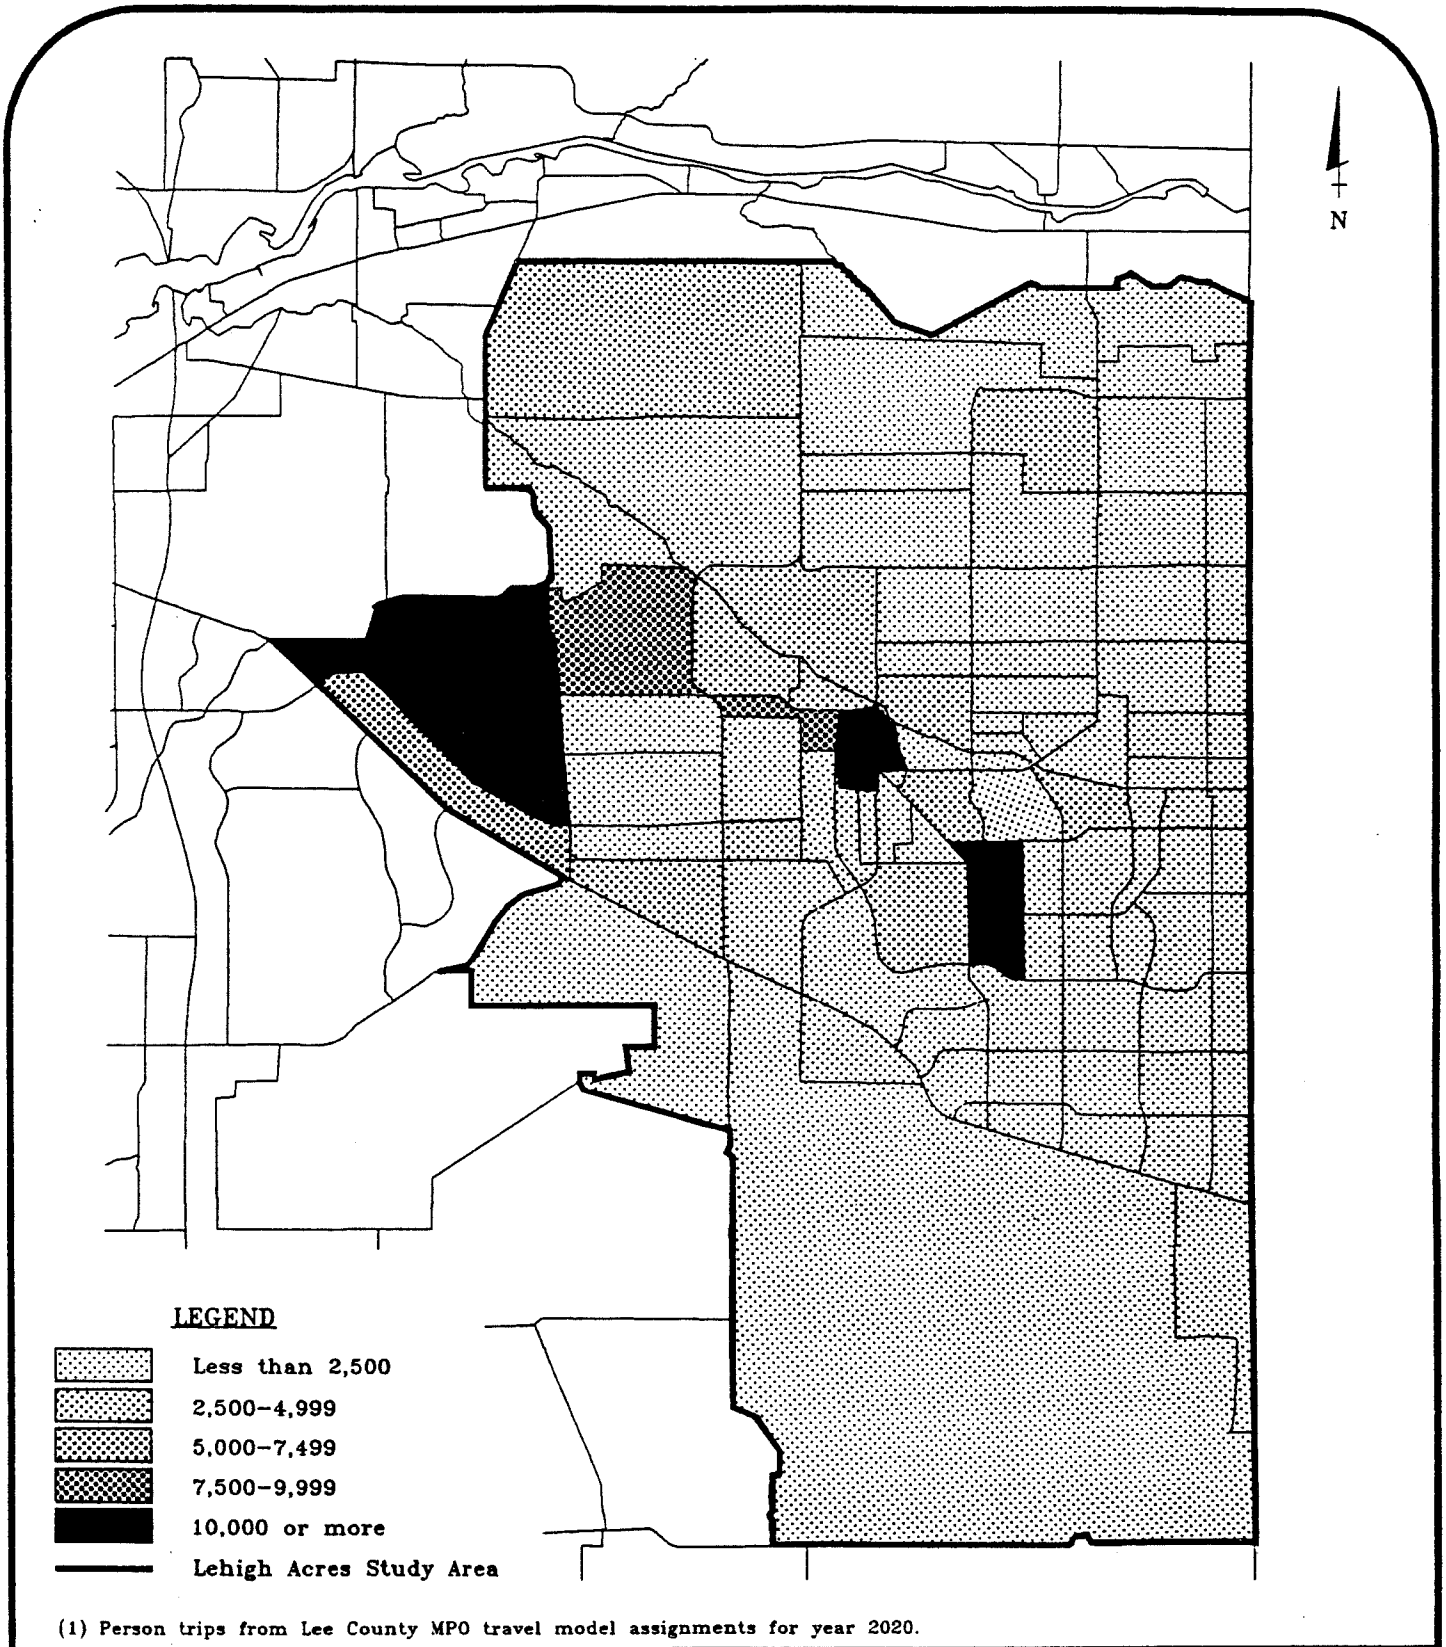 N
LEGEND
Less than 2,500
2,500-4,999
5,000-7,499
7,500-9,999
10,000 or more
Lehigh Acres Study Area
(1) Person trips from Lee County MPO travel model assignments for year 2020.